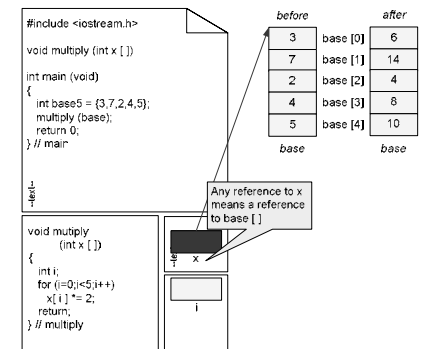 #include <iostream.h>
void multiply (int x [ ])
int main (void)
{
int base5 = {3,7,2,4,5};
multiply (base);
return 0;
} // main
--text--
void mutiply
(int x [ ])
{
int i;
for (i=0;i<5;i++)
x[ i ] *= 2;
return;
} // multiply
x
i
Any reference to x
means a reference
to base [ ]
before after
3 base [0] 6
7 base [1] 14
2 base [2] 4
4 base [3] 8
5 base [4] 10
base base